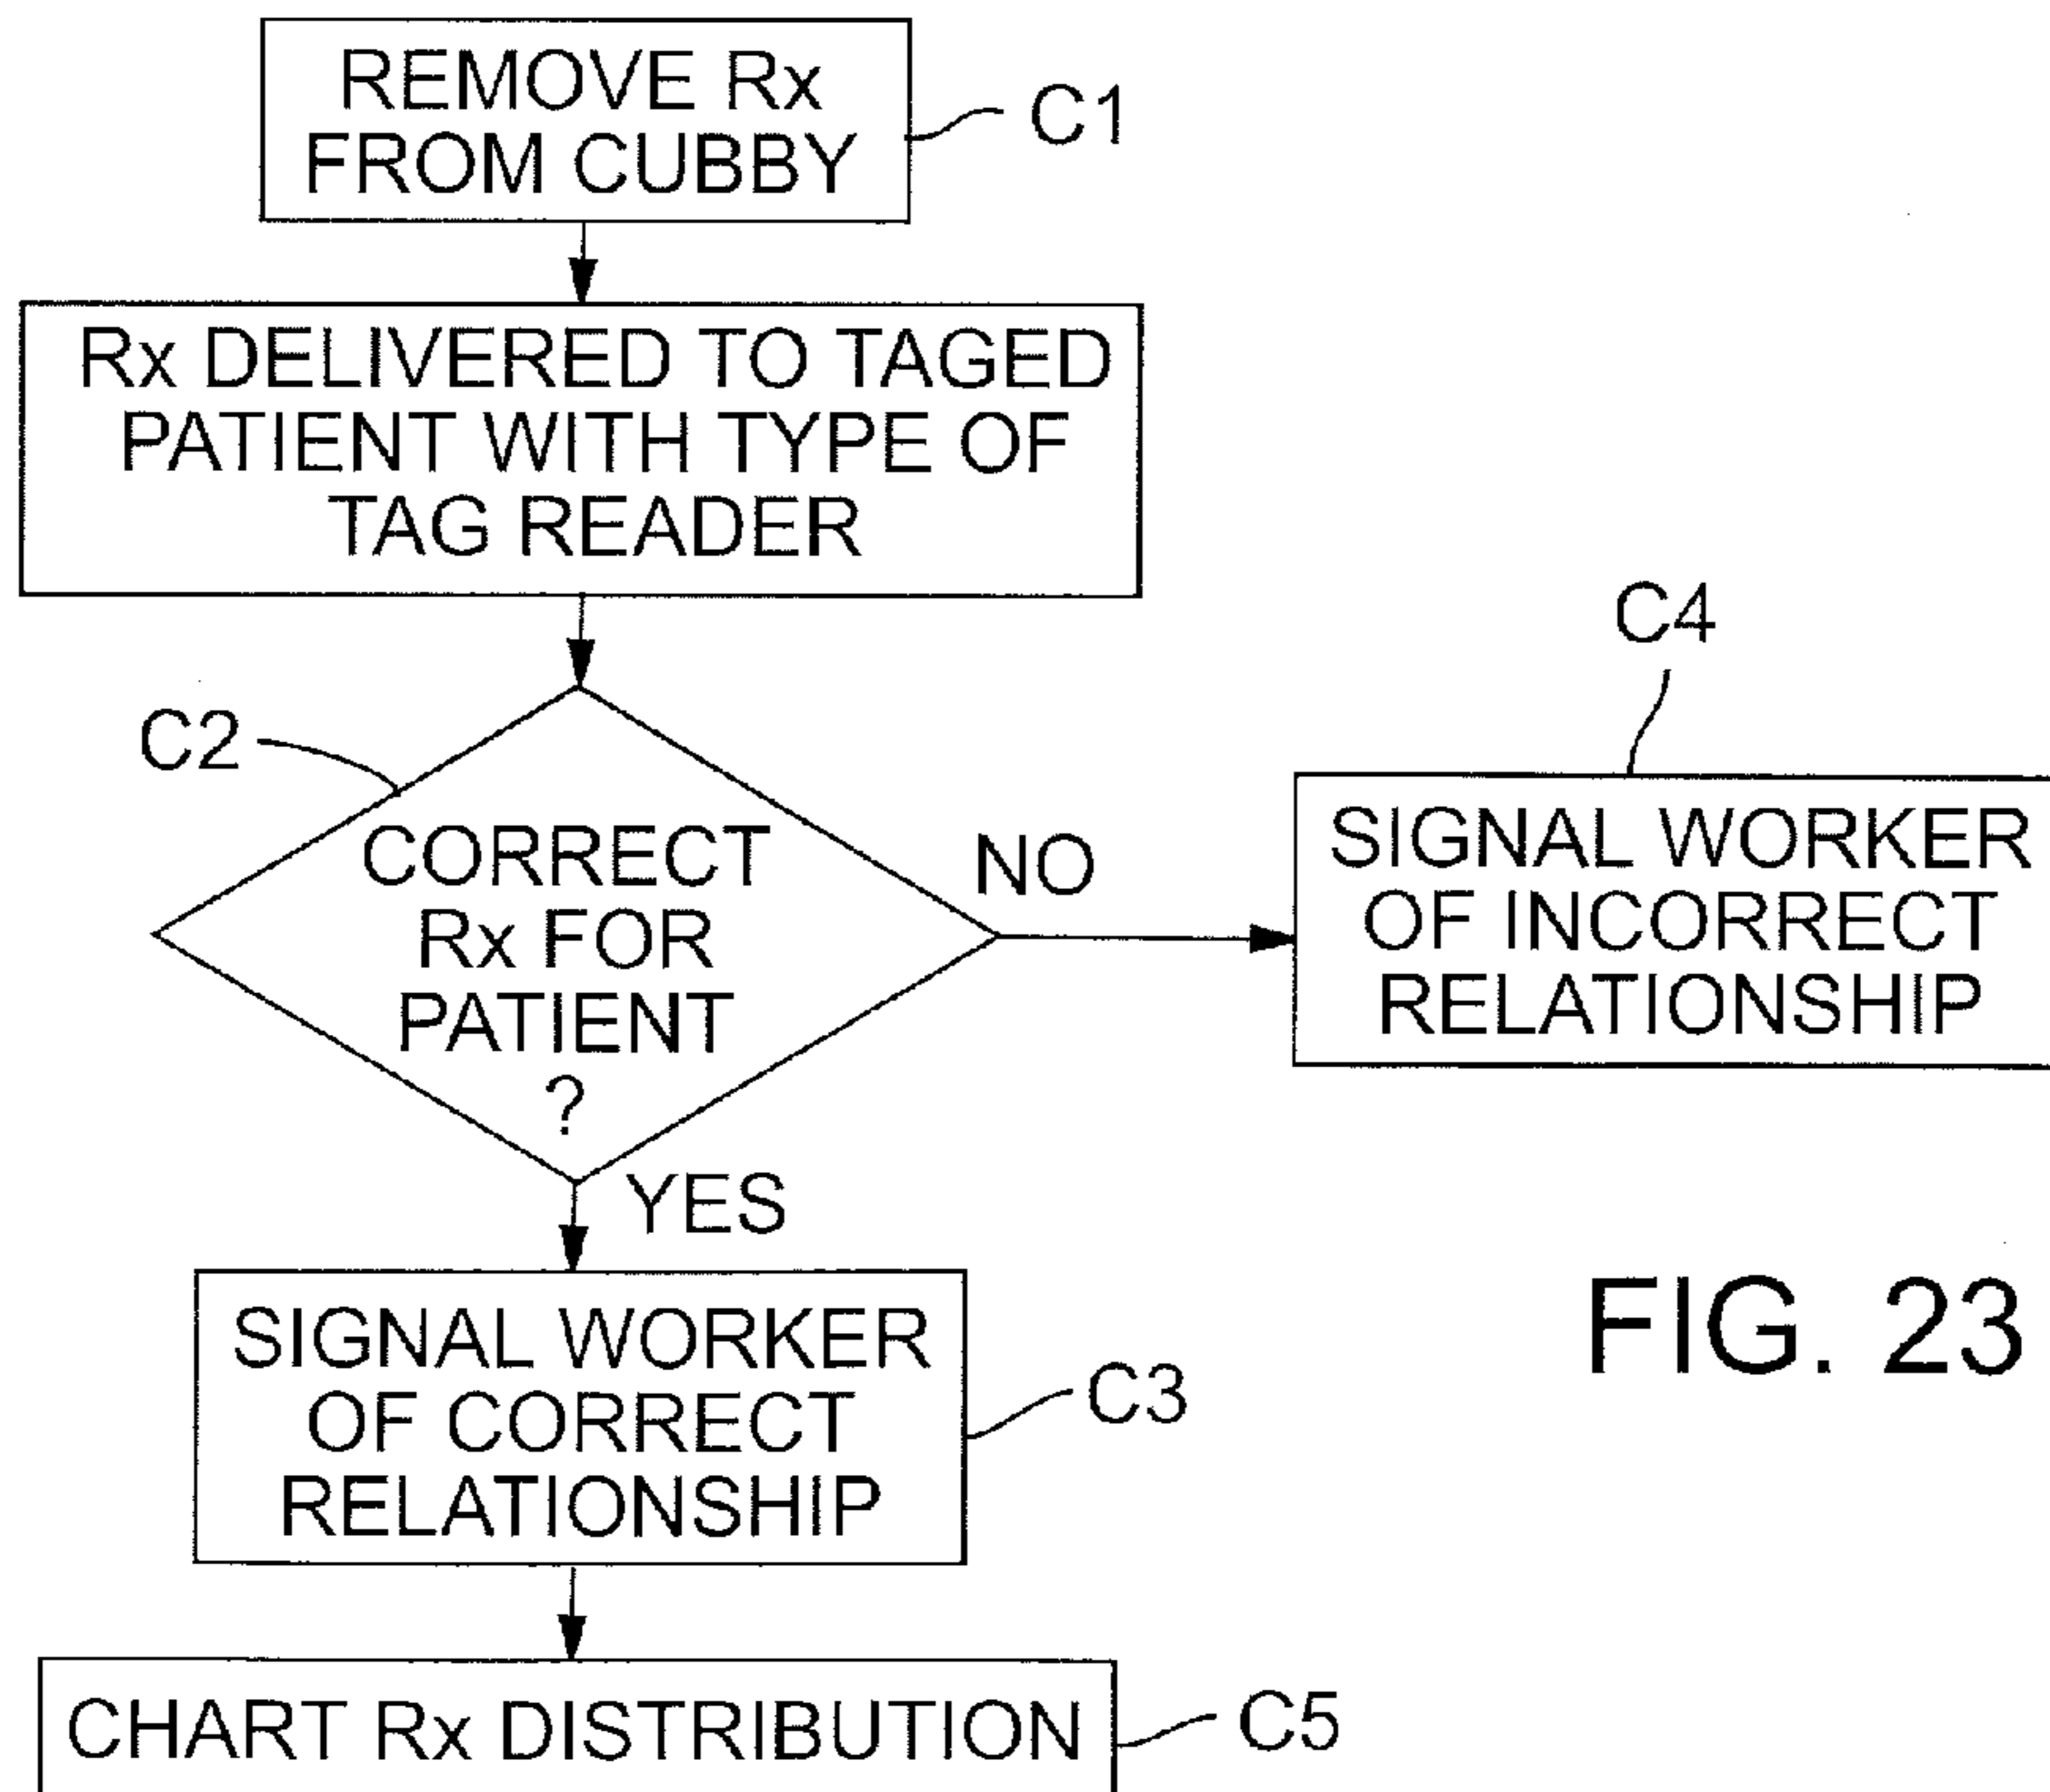 REMOVE Rx
FROM CUBBY
C1
Rx DELIVERED TO TAGED
PATIENT WITH TYPE OF
TAG READER
C2
CORRECT
Rx FOR
PATIENT
?
NO
C4
SIGNAL WORKER
OF INCORRECT
RELATIONSHIP
YES
SIGNAL WORKER
OF CORRECT
RELATIONSHIP
C3
CHART Rx DISTRIBUTION
C5
FIG. 23